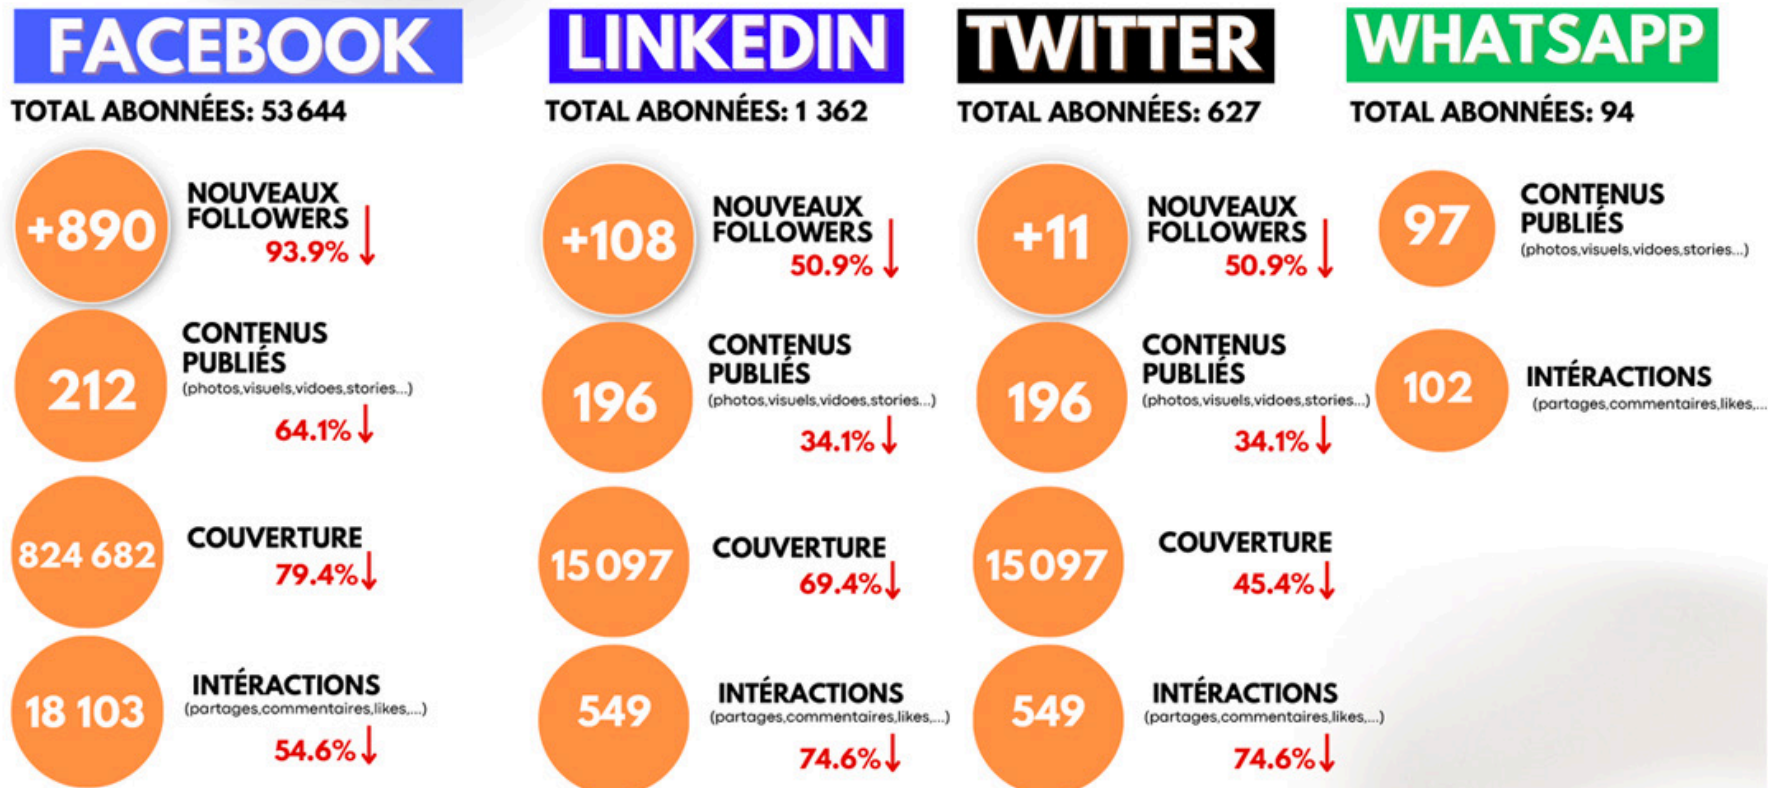 FACEBOOK
TOTAL ABONNÉES: 53 644
+890
NOUVEAUX
FOLLOWERS
93.9%
212
CONTENUS
PUBLIÉS
(photos,visuels,vidoes,stories...)
64.1%
824 682
COUVERTURE
79.4%
18 103
INTÉRACTIONS
(partages,commentaires,likes,...)
54.6%
LINKEDIN
TOTAL ABONNÉES: 1 362
+108
NOUVEAUX
FOLLOWERS
50.9%
196
CONTENUS
PUBLIÉS
(photos,visuels,vidoes,stories...)
34.1%
15 097
COUVERTURE
69.4%
549
INTÉRACTIONS
(partages,commentaires,likes,...)
74.6%
TWITTER
TOTAL ABONNÉES: 627
+11
NOUVEAUX
FOLLOWERS
50.9%
196
CONTENUS
PUBLIÉS
(photos,visuels,vidoes,stories...)
34.1%
15 097
COUVERTURE
45.4%
549
INTÉRACTIONS
(partages,commentaires,likes,...)
74.6%
WHATSAPP
TOTAL ABONNÉES: 94
97
CONTENUS
PUBLIÉS
(photos,visuels,vidoes,stories...)
102
INTÉRACTIONS
(partages,commentaires,likes,...